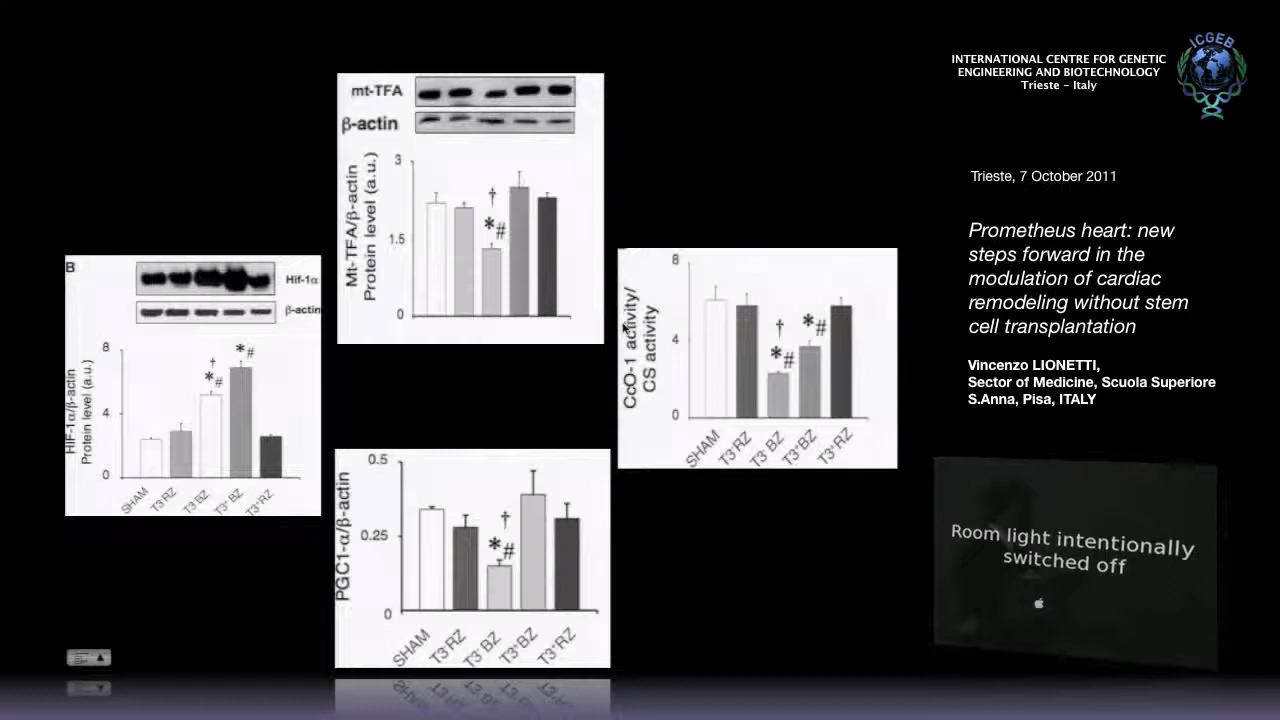 ICGEB
INTERNATIONAL CENTRE FOR GENETIC
ENGINEERING AND BIOTECHNOLOGY
Trieste – Italy
Trieste, 7 October 2011
Prometheus heart: new
steps forward in the
modulation of cardiac
remodeling without stem
cell transplantation
Vincenzo LIONETTI,
Sector of Medicine, Scuola Superiore
S.Anna, Pisa, ITALY
Room light intentionally
switched off
mt-TFA
β-actin
Mt-TFA/β-actin
Protein level (a.u.)
3
1.5
0
†
*#
B
Hif-1α
β-actin
HIF-1α/β-actin
Protein level (a.u.)
8
4
0
†
*#
*#
SHAM
T3⁻RZ
T3⁻BZ
T3⁺BZ
T3⁺RZ
CcO-1 activity/
CS activity
8
4
0
†
*#
*#
SHAM
T3⁻RZ
T3⁻BZ
T3⁺BZ
T3⁺RZ
PGC1-α/β-actin
0.5
0.25
0
†
*#
SHAM
T3⁻RZ
T3⁻BZ
T3⁺BZ
T3⁺RZ